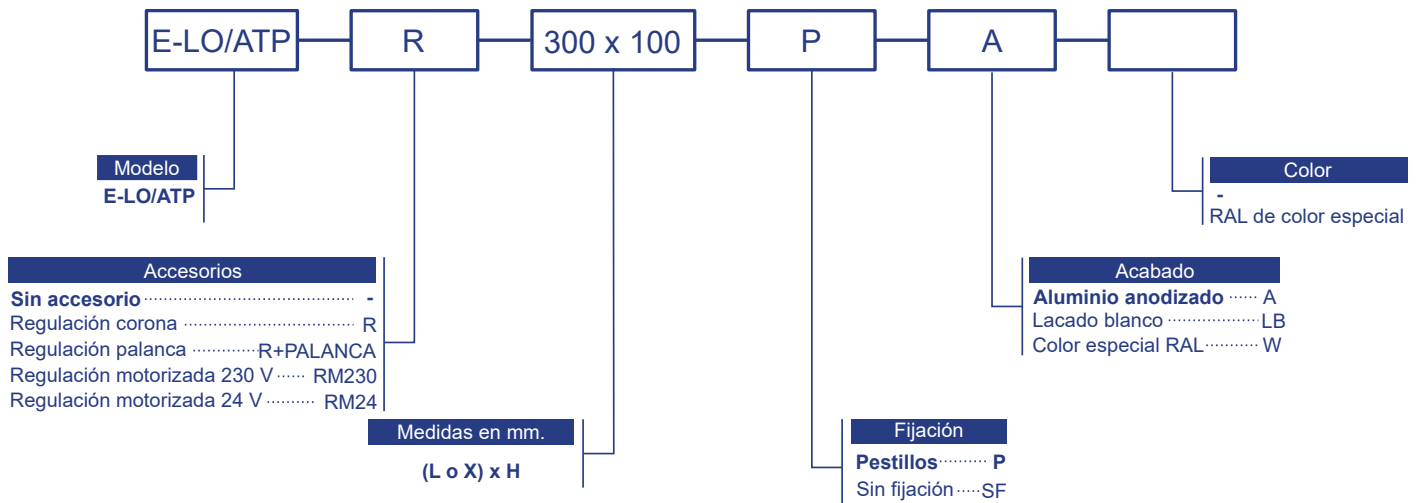 E-LO/ATP R 300 x 100 P A
Modelo
E-LO/ATP
Color
-
RAL de color especial
Accesorios
Sin accesorio -
Regulación corona R
Regulación palanca R+PALANCA
Regulación motorizada 230 V RM230
Regulación motorizada 24 V RM24
Acabado
Aluminio anodizado A
Lacado blanco LB
Color especial RAL W
Medidas en mm.
(L o X) x H
Fijación
Pestillos P
Sin fijación SF